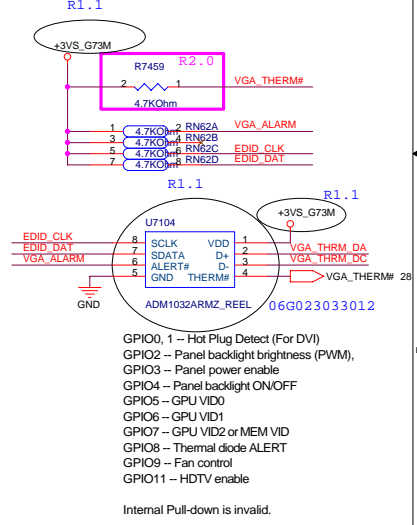 R1.1
+3VS_G73M
R2.0
R7459
2 1 VGA_THERM#
4.7KOhm
1 4.7KOhm 2 RN62A VGA_ALARM
3 4.7KOhm 4 RN62B
5 4.7KOhm 6 RN62C EDID_CLK
7 4.7KOhm 8 RN62D EDID_DAT
R1.1
R1.1
+3VS_G73M
U7104
EDID_CLK 8 SCLK VDD 1
EDID_DAT 7 SDATA D+ 2 VGA_THRM_DA
VGA_ALARM 6 ALERT# D- 3 VGA_THRM_DC
5 GND THERM# 4 VGA_THERM# 28
GND
ADM1032ARMZ_REEL 06G023033012
GPIO0, 1 -- Hot Plug Detect (For DVI)
GPIO2 -- Panel backlight brightness (PWM),
GPIO3 -- Panel power enable
GPIO4 -- Panel backlight ON/OFF
GPIO5 -- GPU VID0
GPIO6 -- GPU VID1
GPIO7 -- GPU VID2 or MEM VID
GPIO8 -- Thermal diode ALERT
GPIO9 -- Fan control
GPIO11 -- HDTV enable
Internal Pull-down is invalid.